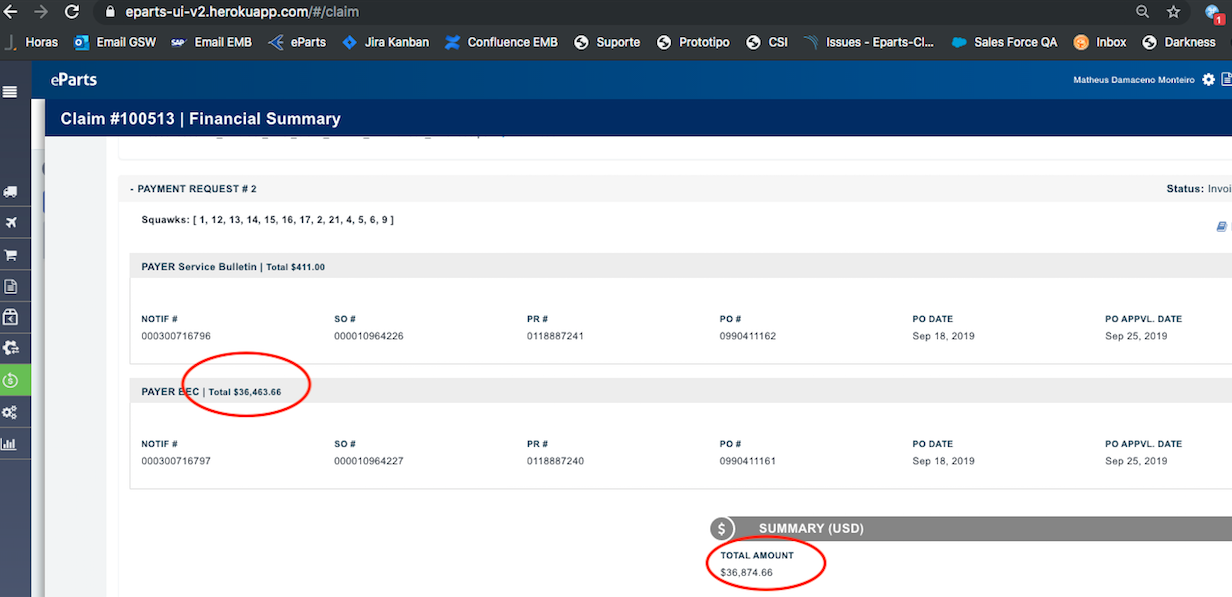 eparts-ui-v2.herokuapp.com/#/claim
1
Horas Email GSW SAP Email EMB eParts Jira Kanban Confluence EMB Suporte Prototipo CSI Issues - Eparts-Cl... Sales Force QA Inbox Darkness
eParts
Matheus Damaceno Monteiro
Claim #100513 | Financial Summary
- PAYMENT REQUEST # 2
Status:
Squawks: [ 1, 12, 13, 14, 15, 16, 17, 2, 21, 4, 5, 6, 9 ]
PAYER Service Bulletin | Total $411.00
NOTIF # SO # PR # PO # PO DATE PO APPVL. DATE
000300716796 000010964226 0118887241 0990411162 Sep 18, 2019 Sep 25, 2019
PAYER EEC | Total $36,463.66
NOTIF # SO # PR # PO # PO DATE PO APPVL. DATE
000300716797 000010964227 0118887240 0990411161 Sep 18, 2019 Sep 25, 2019
$ SUMMARY (USD)
TOTAL AMOUNT
$36,874.66